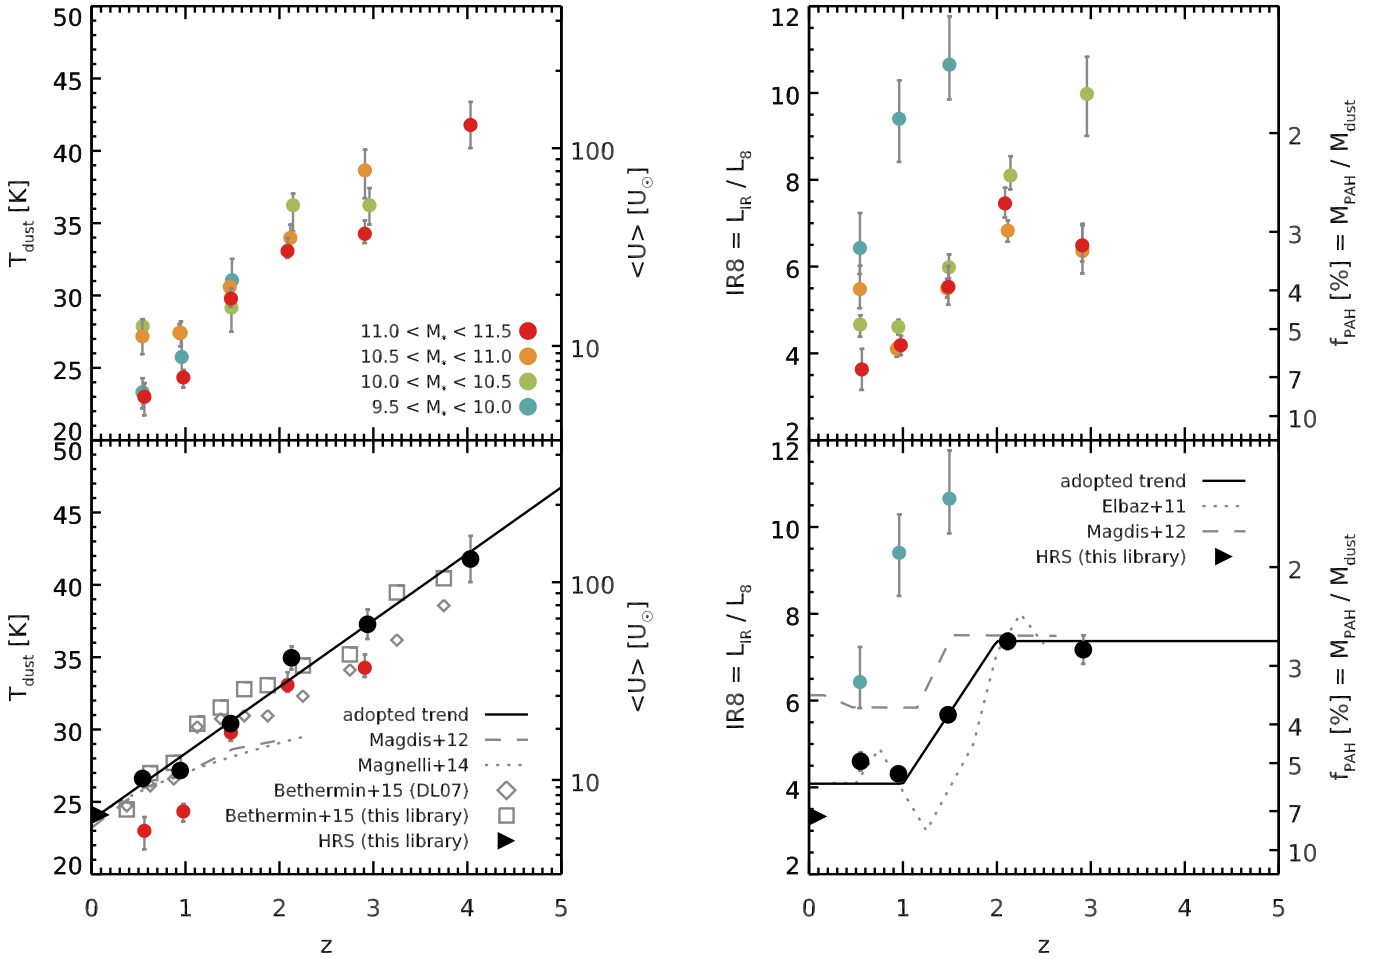 50
45
40
35
30
25
20
T_dust [K]
100
10
<U> [U_☉]
11.0 < M_* < 11.5
10.5 < M_* < 11.0
10.0 < M_* < 10.5
9.5 < M_* < 10.0
12
10
8
6
4
2
IR8 = L_IR / L_8
2
3
4
5
7
10
f_PAH [%] = M_PAH / M_dust
50
45
40
35
30
25
20
T_dust [K]
100
10
<U> [U_☉]
adopted trend
Magdis+12
Magnelli+14
Bethermin+15 (DL07)
Bethermin+15 (this library)
HRS (this library)
0 1 2 3 4 5
z
12
10
8
6
4
2
IR8 = L_IR / L_8
adopted trend
Elbaz+11
Magdis+12
HRS (this library)
2
3
4
5
7
10
f_PAH [%] = M_PAH / M_dust
0 1 2 3 4 5
z